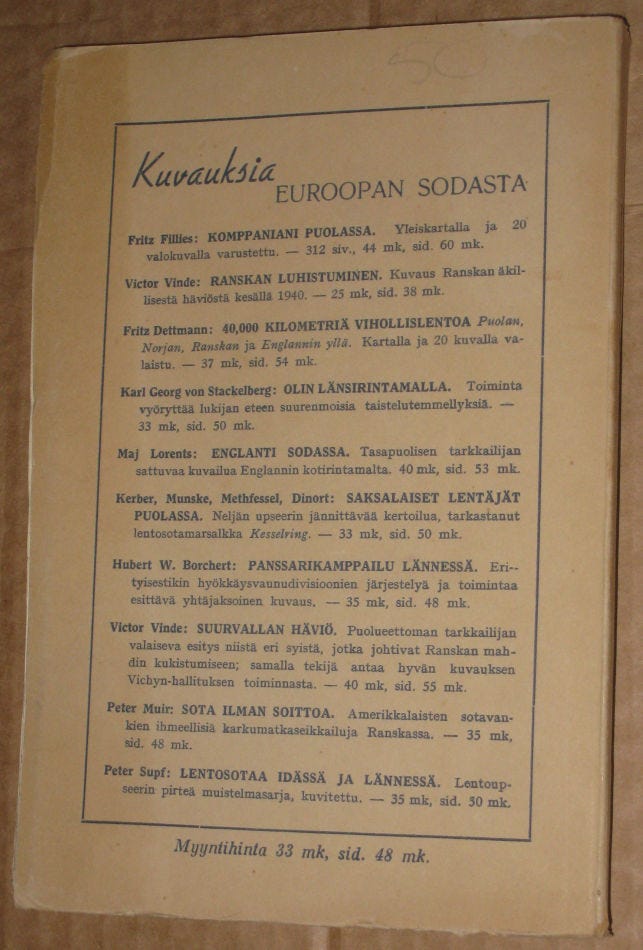 50
Kuvauksia
EUROOPAN SODASTA
Fritz Fillies: KOMPPANIANI PUOLASSA. Yleiskartalla ja 20
valokuvalla varustettu. — 312 siv., 44 mk, sid. 60 mk.
Victor Vinde: RANSKAN LUHISTUMINEN. Kuvaus Ranskan äkil-
lisestä häviöstä kesällä 1940. — 25 mk, sid. 38 mk.
Fritz Dettmann: 40,000 KILOMETRIÄ VIHOLLISLENTOA Puolan,
Norjan, Ranskan ja Englannin yllä. Kartalla ja 20 kuvalla va-
laistu. — 37 mk, sid. 54 mk.
Karl Georg von Stackelberg: OLIN LÄNSIRINTAMALLA. Toiminta
vyöryttää lukijan eteen suurenmoisia taistelutemmellyksiä. —
33 mk, sid. 50 mk.
Maj Lorents: ENGLANTI SODASSA. Tasapuolisen tarkkailijan
sattuvaa kuvailua Englannin kotirintamalta. 40 mk, sid. 53 mk.
Kerber, Munske, Methfessel, Dinort: SAKSALAISET LENTÄJÄT
PUOLASSA. Neljän upseerin jännittävää kertoilua, tarkastanut
lentosotamarsalkka Kesselring. — 33 mk, sid. 50 mk.
Hubert W. Borchert: PANSSARIKAMPPAILU LÄNNESSÄ. Eri-
tyisestikin hyökkäysvaunudivisioonien järjestelyä ja toimintaa
esittävä yhtäjaksoinen kuvaus. — 35 mk, sid. 48 mk.
Victor Vinde: SUURVALLAN HÄVIÖ. Puolueettoman tarkkailijan
valaiseva esitys niistä eri syistä, jotka johtivat Ranskan mah-
din kukistumiseen; samalla tekijä antaa hyvän kuvauksen
Vichyn-hallituksen toiminnasta. — 40 mk, sid. 55 mk.
Peter Muir: SOTA ILMAN SOITTOA. Amerikkalaisten sotavan-
kien ihmeellisiä karkumatkaseikkailuja Ranskassa. — 35 mk,
sid. 48 mk.
Peter Supf: LENTOSOTAA IDÄSSÄ JA LÄNNESSÄ. Lentoup-
seerin pirteä muistelmasarja, kuvitettu. — 35 mk, sid. 50 mk.
Myyntihinta 33 mk, sid. 48 mk.